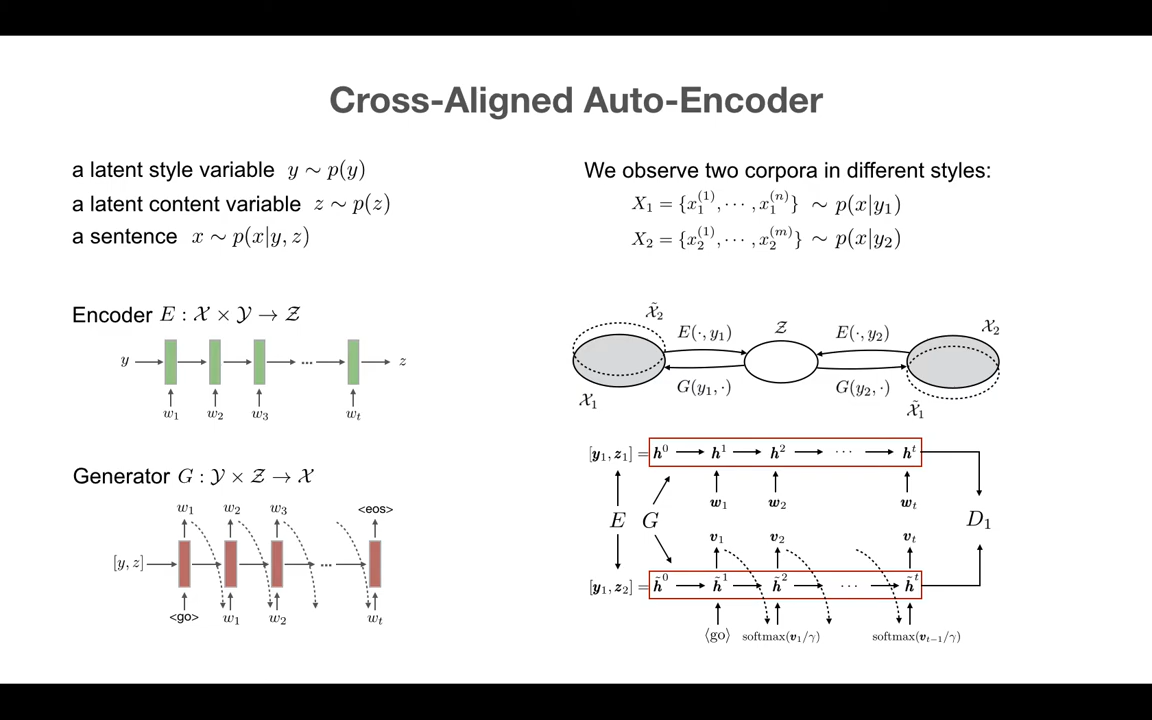 Cross-Aligned Auto-Encoder
a latent style variable y ∼ p(y)
a latent content variable z ∼ p(z)
a sentence x ∼ p(x|y, z)
We observe two corpora in different styles:
X₁ = {x₁⁽¹⁾, ⋯ , x₁⁽ⁿ⁾} ∼ p(x|y₁)
X₂ = {x₂⁽¹⁾, ⋯ , x₂⁽ᵐ⁾} ∼ p(x|y₂)
Encoder E : 𝒳 × 𝒴 → 𝒵
y ... z
w₁ w₂ w₃ wₜ
Generator G : 𝒴 × 𝒵 → 𝒳
w₁ w₂ w₃ <eos>
[y, z] ...
<go> w₁ w₂ wₜ
𝒳̃₂ 𝒵 𝒳₂
E(·, y₁) E(·, y₂)
G(y₁, ·) G(y₂, ·)
𝒳₁ 𝒳̃₁
[y₁, z₁] = h⁰ h¹ h² ⋯ hᵗ
w₁ w₂ wₜ
E G D₁
v₁ v₂ vₜ
[y₁, z₂] = h̃⁰ h̃¹ h̃² ⋯ h̃ᵗ
⟨go⟩ softmax(v₁/γ) softmax(vₜ₋₁/γ)